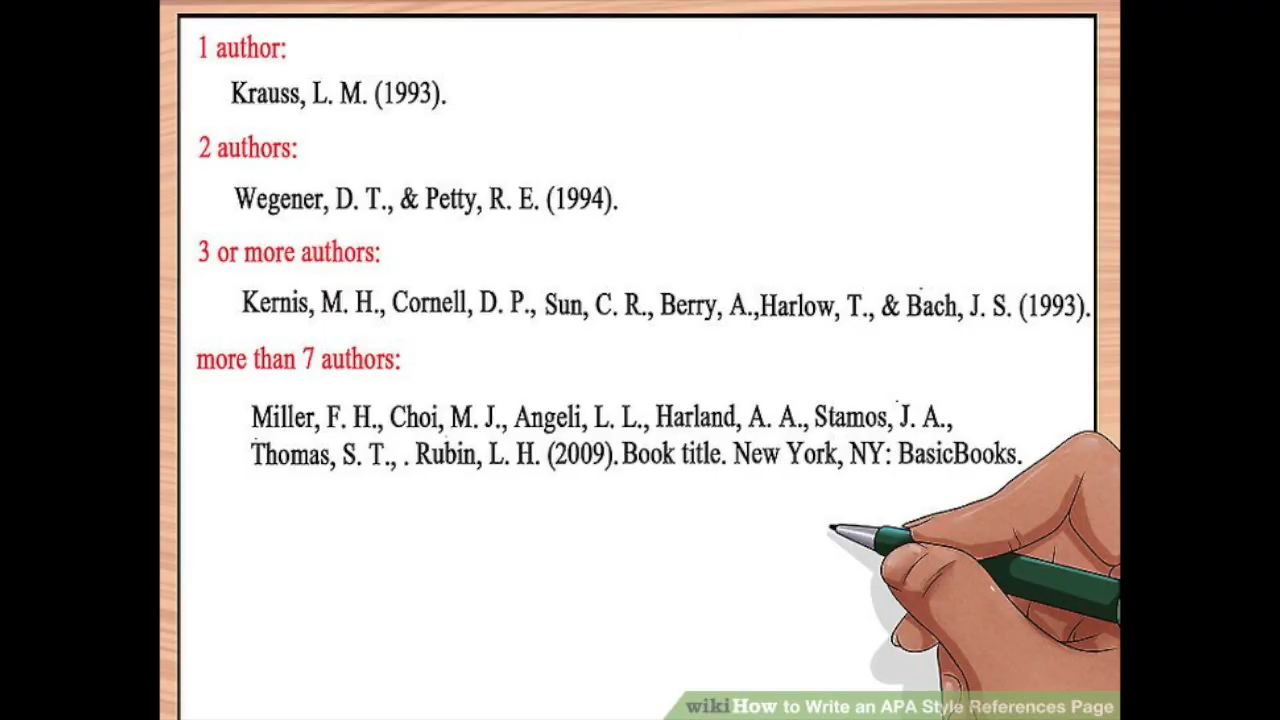 1 author:
Krauss, L. M. (1993).
2 authors:
Wegener, D. T., & Petty, R. E. (1994).
3 or more authors:
Kernis, M. H., Cornell, D. P., Sun, C. R., Berry, A.,Harlow, T., & Bach, J. S. (1993).
more than 7 authors:
Miller, F. H., Choi, M. J., Angeli, L. L., Harland, A. A., Stamos, J. A.,
Thomas, S. T., . Rubin, L. H. (2009). Book title. New York, NY: BasicBooks.
wikiHow to Write an APA Style References Page